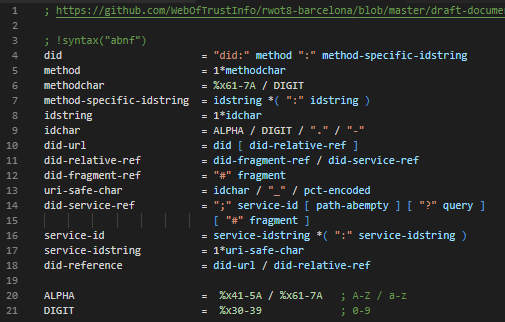 1 ; https://github.com/WebOfTrustInfo/rwot8-barcelona/blob/master/draft-docume
2
3 ; !syntax("abnf")
4 did = "did:" method ":" method-specific-idstring
5 method = 1*methodchar
6 methodchar = %x61-7A / DIGIT
7 method-specific-idstring = idstring *( ":" idstring )
8 idstring = 1*idchar
9 idchar = ALPHA / DIGIT / "." / "-"
10 did-url = did [ did-relative-ref ]
11 did-relative-ref = did-fragment-ref / did-service-ref
12 did-fragment-ref = "#" fragment
13 uri-safe-char = idchar / "_" / pct-encoded
14 did-service-ref = ";" service-id [ path-abempty ] [ "?" query ]
15 [ "#" fragment ]
16 service-id = service-idstring *( ":" service-idstring )
17 service-idstring = 1*uri-safe-char
18 did-reference = did-url / did-relative-ref
19
20 ALPHA = %x41-5A / %x61-7A ; A-Z / a-z
21 DIGIT = %x30-39 ; 0-9